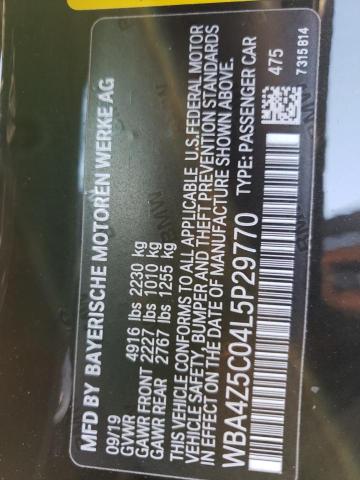 MFD BY BAYERISCHE MOTOREN WERKE AG
09/19
GVWR 4916 lbs 2230 kg
GAWR FRONT 2227 lbs 1010 kg
GAWR REAR 2767 lbs 1255 kg
THIS VEHICLE CONFORMS TO ALL APPLICABLE U.S. FEDERAL MOTOR
VEHICLE SAFETY, BUMPER AND THEFT PREVENTION STANDARDS IN
EFFECT ON THE DATE OF MANUFACTURE SHOWN ABOVE.
WBA4Z5C04L5P29770 TYPE: PASSENGER CAR
475
7315814